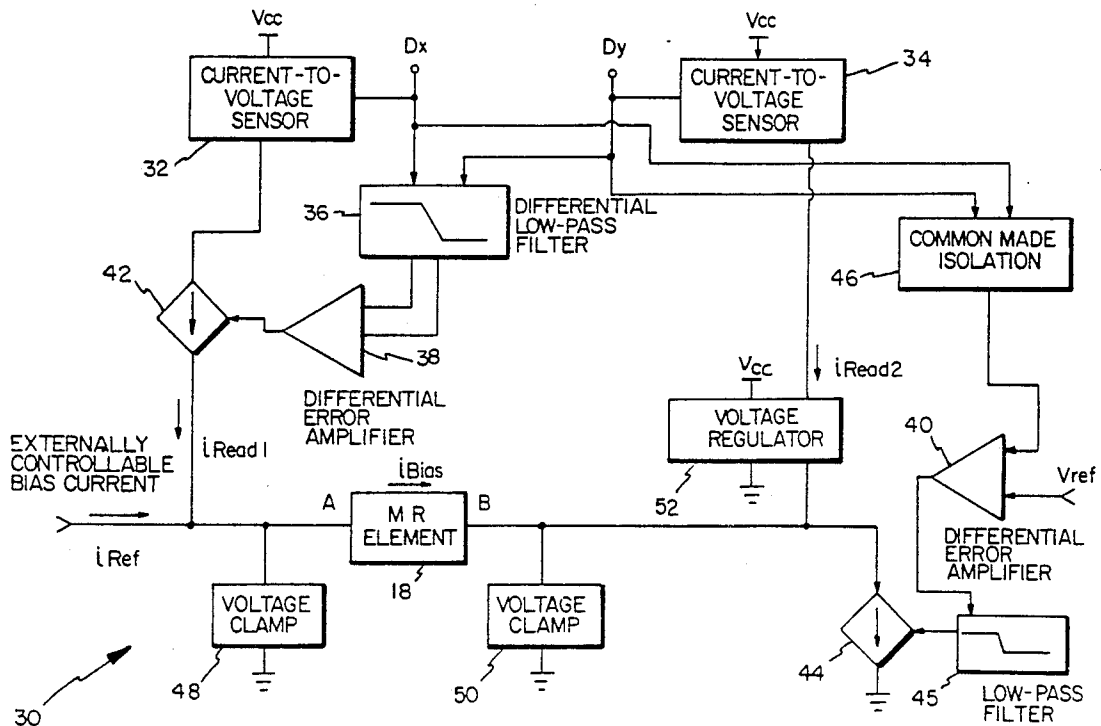 Vcc
Dx
Dy
Vcc
CURRENT-TO-
VOLTAGE
SENSOR
32
CURRENT-TO-
VOLTAGE
SENSOR
34
36
DIFFERENTIAL
LOW-PASS
FILTER
COMMON MADE
ISOLATION
46
42
38
DIFFERENTIAL
ERROR
AMPLIFIER
iRead2
Vcc
VOLTAGE
REGULATOR
52
40
Vref
DIFFERENTIAL
ERROR
AMPLIFIER
EXTERNALLY
CONTROLLABLE
BIAS CURRENT
iRead1
iBias
A
MR
ELEMENT
B
18
iRef
VOLTAGE
CLAMP
48
VOLTAGE
CLAMP
50
44
45
LOW-PASS
FILTER
30